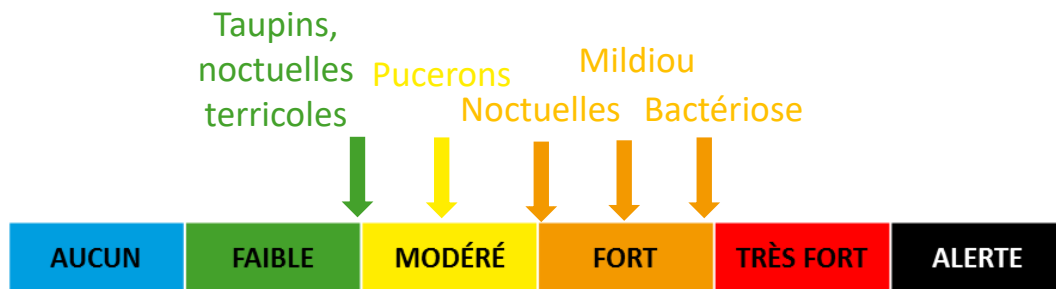 Taupins,
noctuelles
terricoles
Pucerons
Noctuelles
Mildiou
Bactériose
AUCUN
FAIBLE
MODÉRÉ
FORT
TRÈS FORT
ALERTE